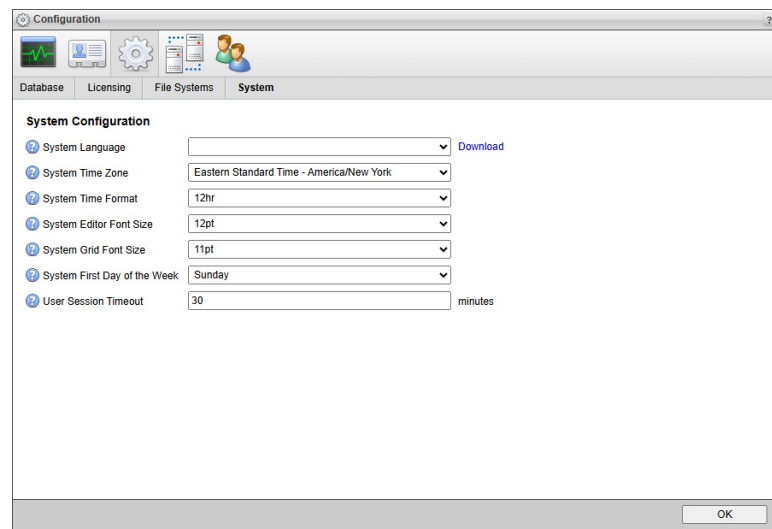 Configuration ?
Database Licensing File Systems System
System Configuration
? System Language Download
? System Time Zone Eastern Standard Time - America/New York
? System Time Format 12hr
? System Editor Font Size 12pt
? System Grid Font Size 11pt
? System First Day of the Week Sunday
? User Session Timeout 30 minutes
OK